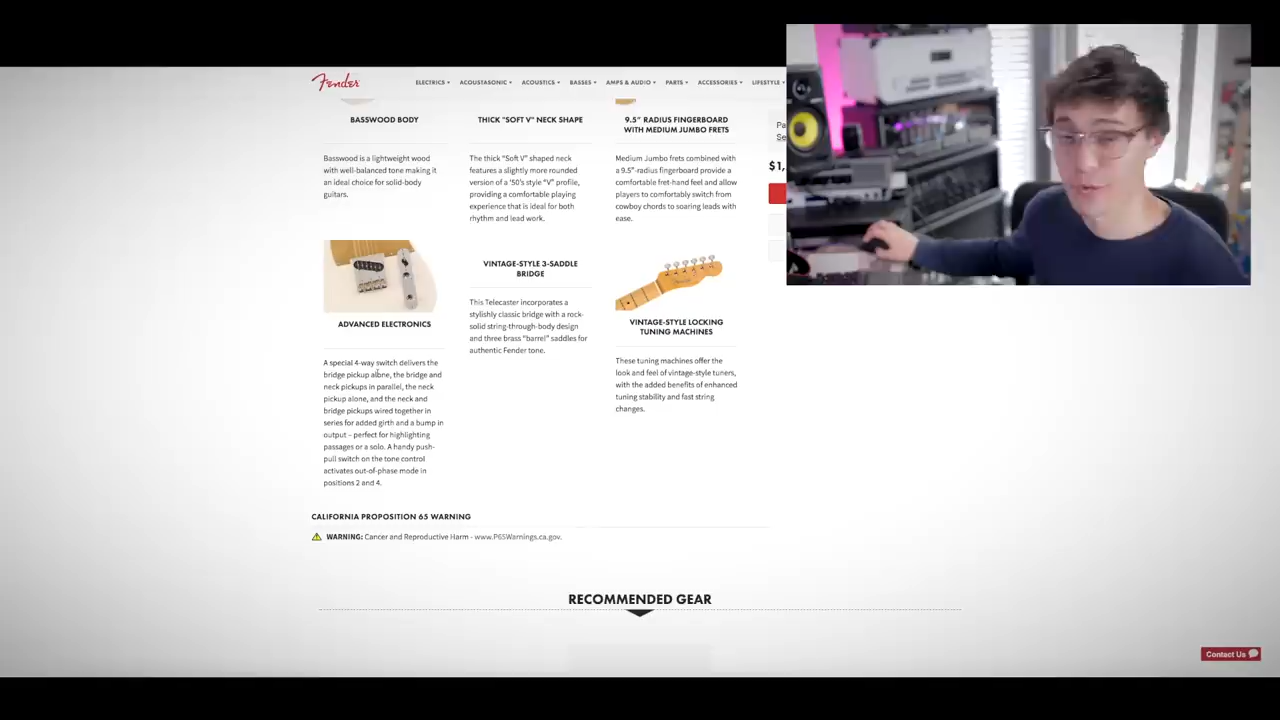 Fender
ELECTRICS ACOUSTASONIC ACOUSTICS BASSES AMPS & AUDIO PARTS ACCESSORIES LIFESTYLE
BASSWOOD BODY
Basswood is a lightweight wood
with well-balanced tone making it
an ideal choice for solid-body
guitars.
THICK "SOFT V" NECK SHAPE
The thick "Soft V" shaped neck
features a slightly more rounded
version of a '50's style "V" profile,
providing a comfortable playing
experience that is ideal for both
rhythm and lead work.
9.5" RADIUS FINGERBOARD
WITH MEDIUM JUMBO FRETS
Medium Jumbo frets combined with
a 9.5"-radius fingerboard provide a
comfortable fret-hand feel and allow
players to comfortably switch from
cowboy chords to soaring leads with
ease.
Pa
Se
$1,
ADVANCED ELECTRONICS
A special 4-way switch delivers the
bridge pickup alone, the bridge and
neck pickups in parallel, the neck
pickup alone, and the neck and
bridge pickups wired together in
series for added girth and a bump in
output – perfect for highlighting
passages or a solo. A handy push-
pull switch on the tone control
activates out-of-phase mode in
positions 2 and 4.
VINTAGE-STYLE 3-SADDLE
BRIDGE
This Telecaster incorporates a
stylishly classic bridge with a rock-
solid string-through-body design
and three brass "barrel" saddles for
authentic Fender tone.
VINTAGE-STYLE LOCKING
TUNING MACHINES
These tuning machines offer the
look and feel of vintage-style tuners,
with the added benefits of enhanced
tuning stability and fast string
changes.
CALIFORNIA PROPOSITION 65 WARNING
WARNING: Cancer and Reproductive Harm - www.P65Warnings.ca.gov.
RECOMMENDED GEAR
Contact Us